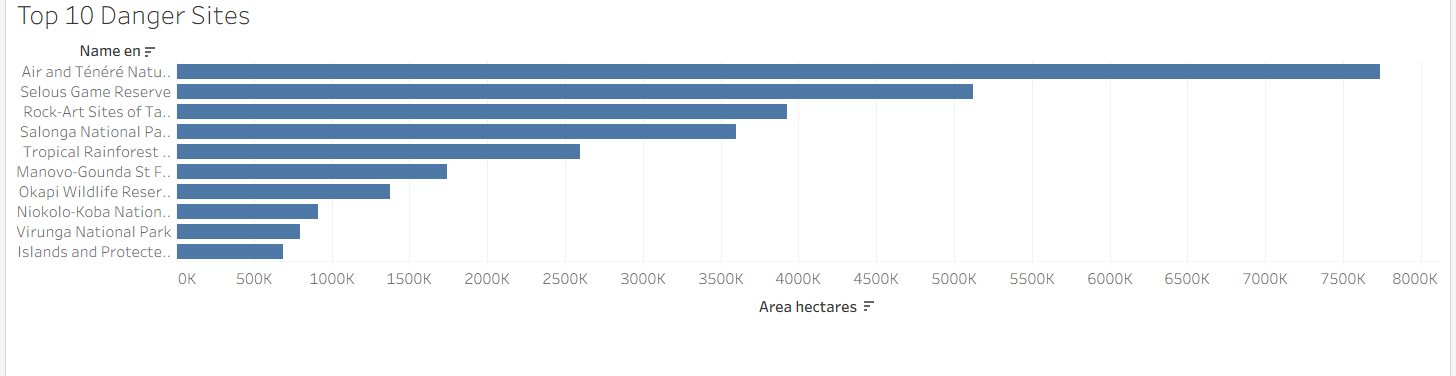 Top 10 Danger Sites
Name en
Air and Ténéré Natu..
Selous Game Reserve
Rock-Art Sites of Ta..
Salonga National Pa..
Tropical Rainforest ..
Manovo-Gounda St F..
Okapi Wildlife Reser..
Niokolo-Koba Nation..
Virunga National Park
Islands and Protecte..
0K 500K 1000K 1500K 2000K 2500K 3000K 3500K 4000K 4500K 5000K 5500K 6000K 6500K 7000K 7500K 8000K
Area hectares